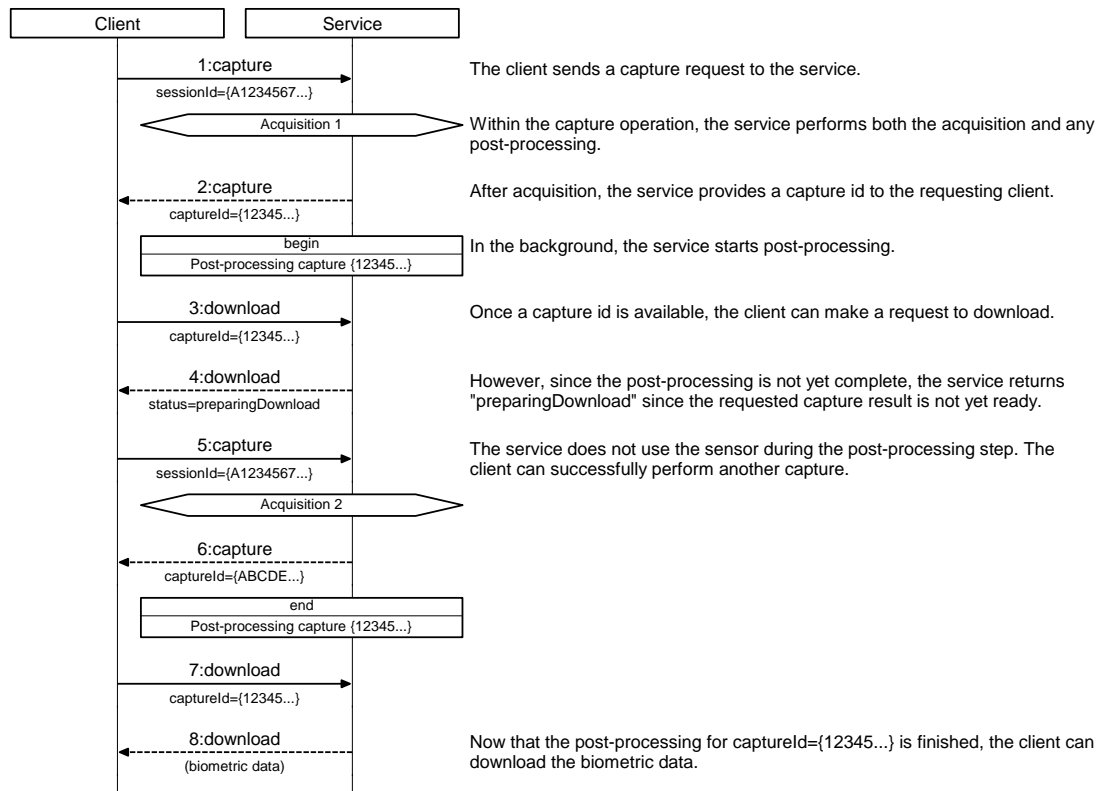 Client
Service
1:capture
The client sends a capture request to the service.
sessionId={A1234567...}
Acquisition 1
Within the capture operation, the service performs both the acquisition and any
post-processing.
2:capture
After acquisition, the service provides a capture id to the requesting client.
captureId={12345...}
begin
In the background, the service starts post-processing.
Post-processing capture {12345...}
3:download
Once a capture id is available, the client can make a request to download.
captureId={12345...}
4:download
However, since the post-processing is not yet complete, the service returns
"preparingDownload" since the requested capture result is not yet ready.
status=preparingDownload
5:capture
The service does not use the sensor during the post-processing step. The
client can successfully perform another capture.
sessionId={A1234567...}
Acquisition 2
6:capture
captureId={ABCDE...}
end
Post-processing capture {12345...}
7:download
captureId={12345...}
8:download
Now that the post-processing for captureId={12345...} is finished, the client can
download the biometric data.
(biometric data)